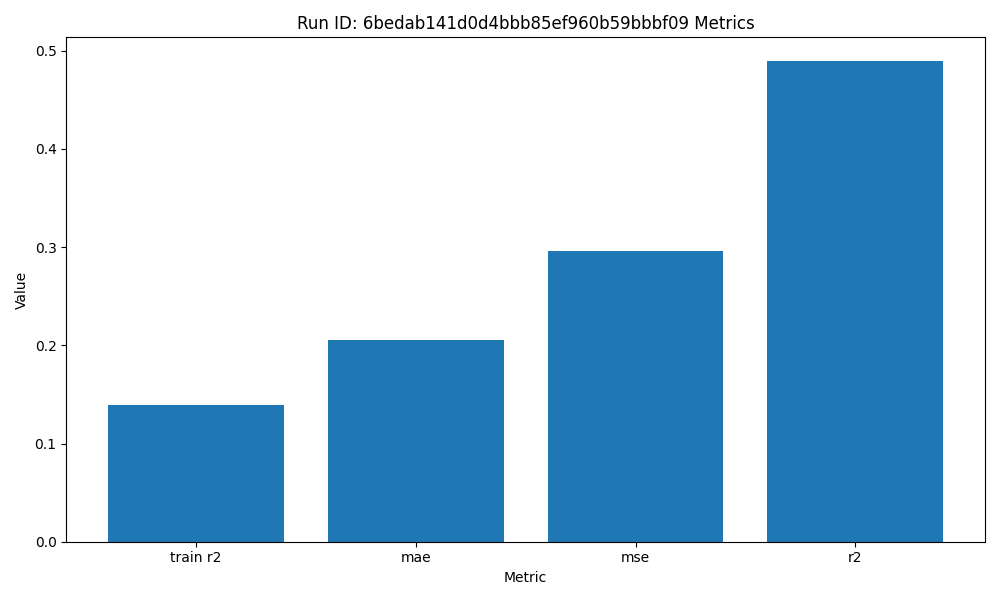 Run ID: 6bedab141d0d4bbb85ef960b59bbbf09 Metrics
0.5
0.4
0.3
0.2
0.1
0.0
Value
train r2
mae
mse
r2
Metric